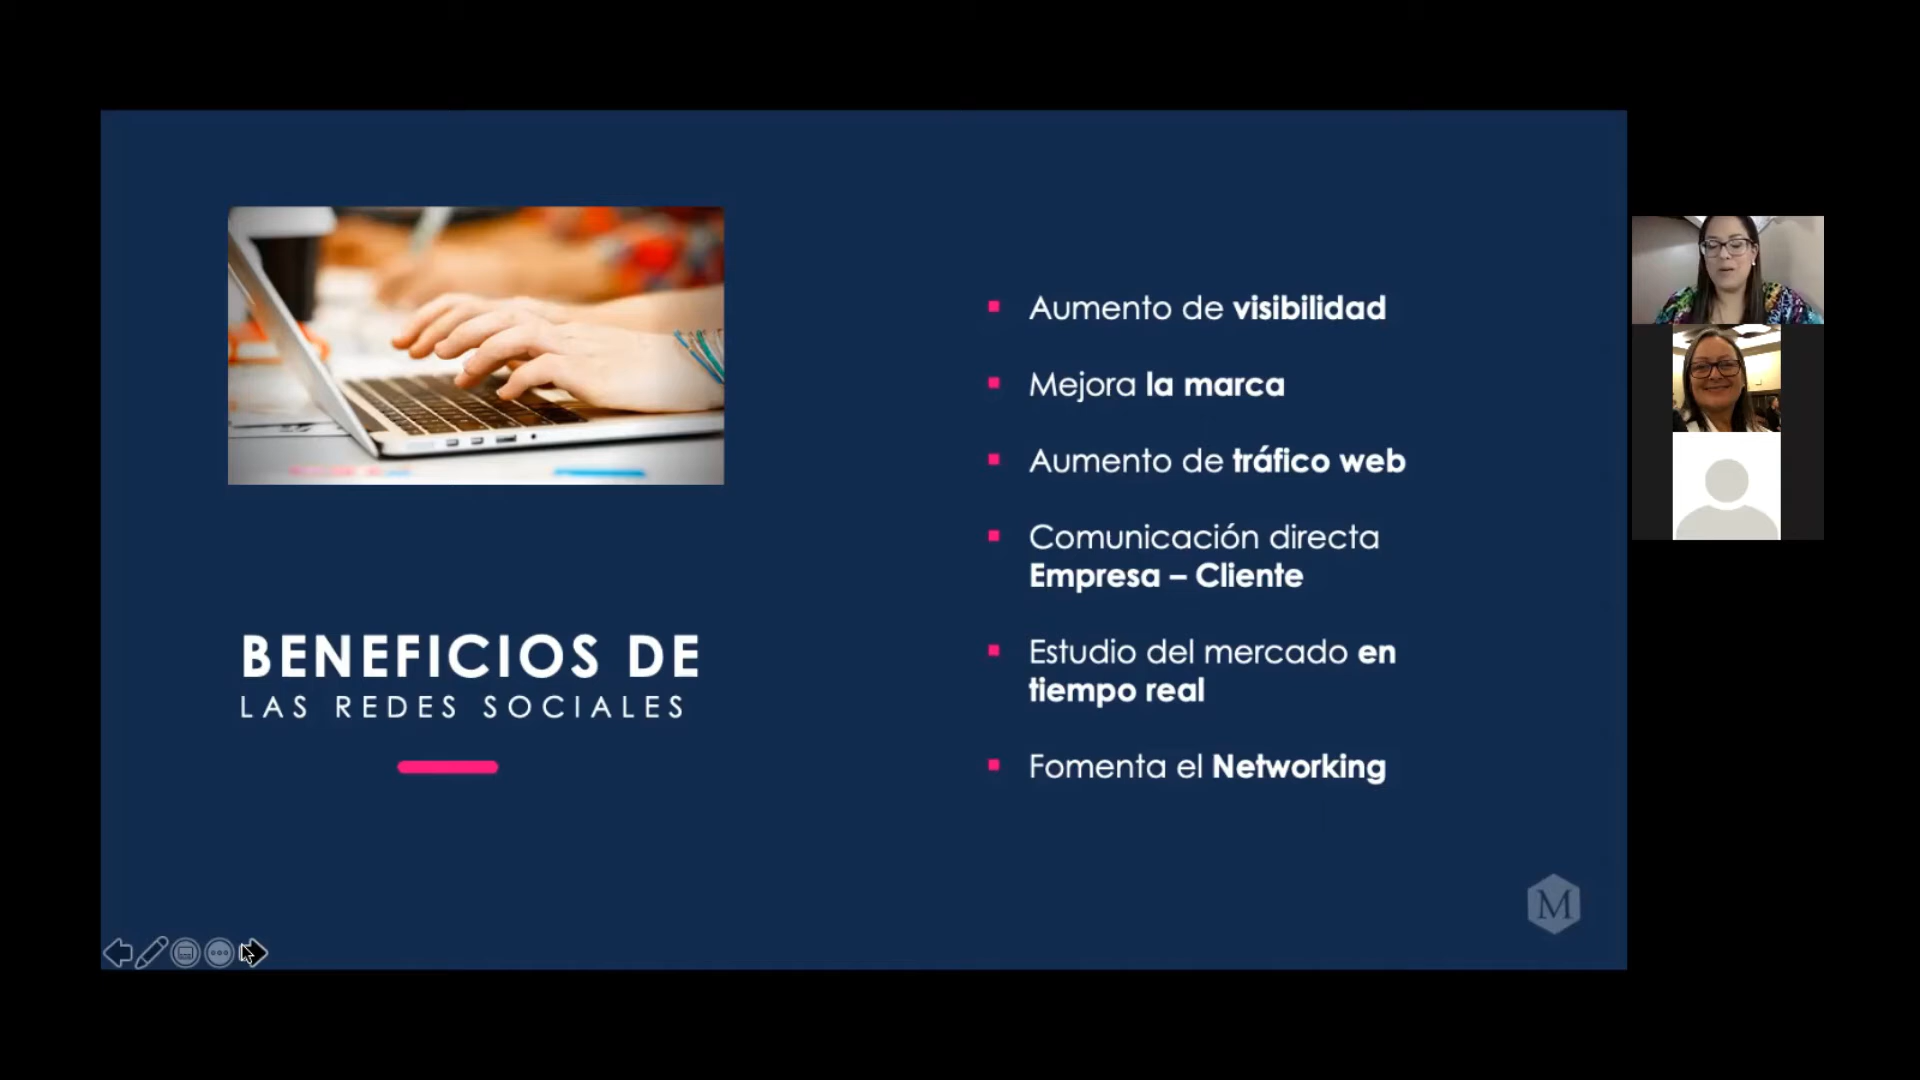 BENEFICIOS DE
LAS REDES SOCIALES
Aumento de visibilidad
Mejora la marca
Aumento de tráfico web
Comunicación directa
Empresa – Cliente
Estudio del mercado en
tiempo real
Fomenta el Networking
M